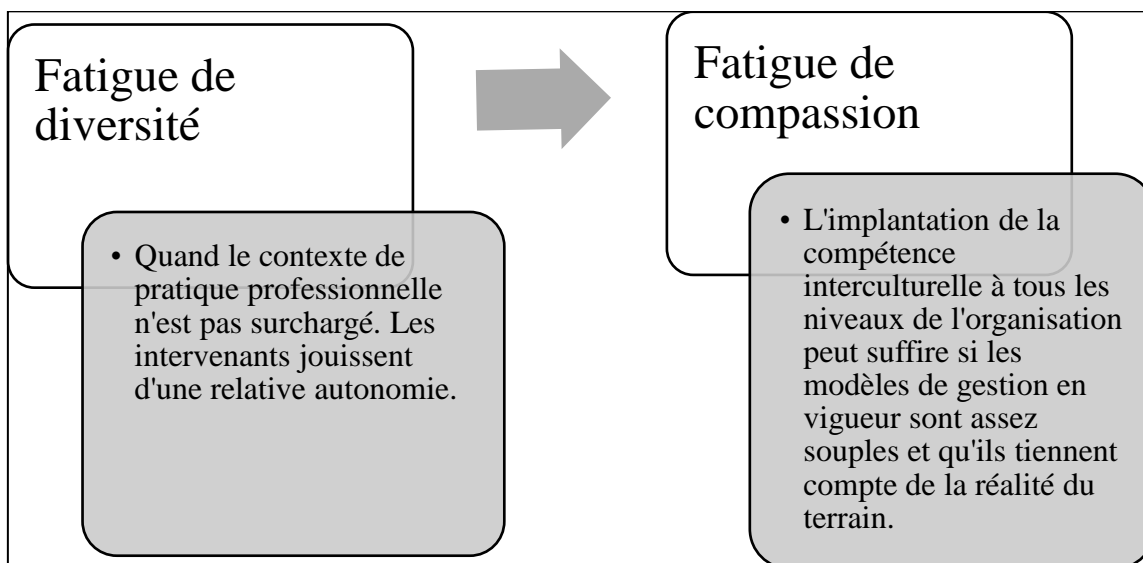 Fatigue de
diversité
• Quand le contexte de
pratique professionnelle
n'est pas surchargé. Les
intervenants jouissent
d'une relative autonomie.
Fatigue de
compassion
• L'implantation de la
compétence
interculturelle à tous les
niveaux de l'organisation
peut suffire si les
modèles de gestion en
vigueur sont assez
souples et qu'ils tiennent
compte de la réalité du
terrain.